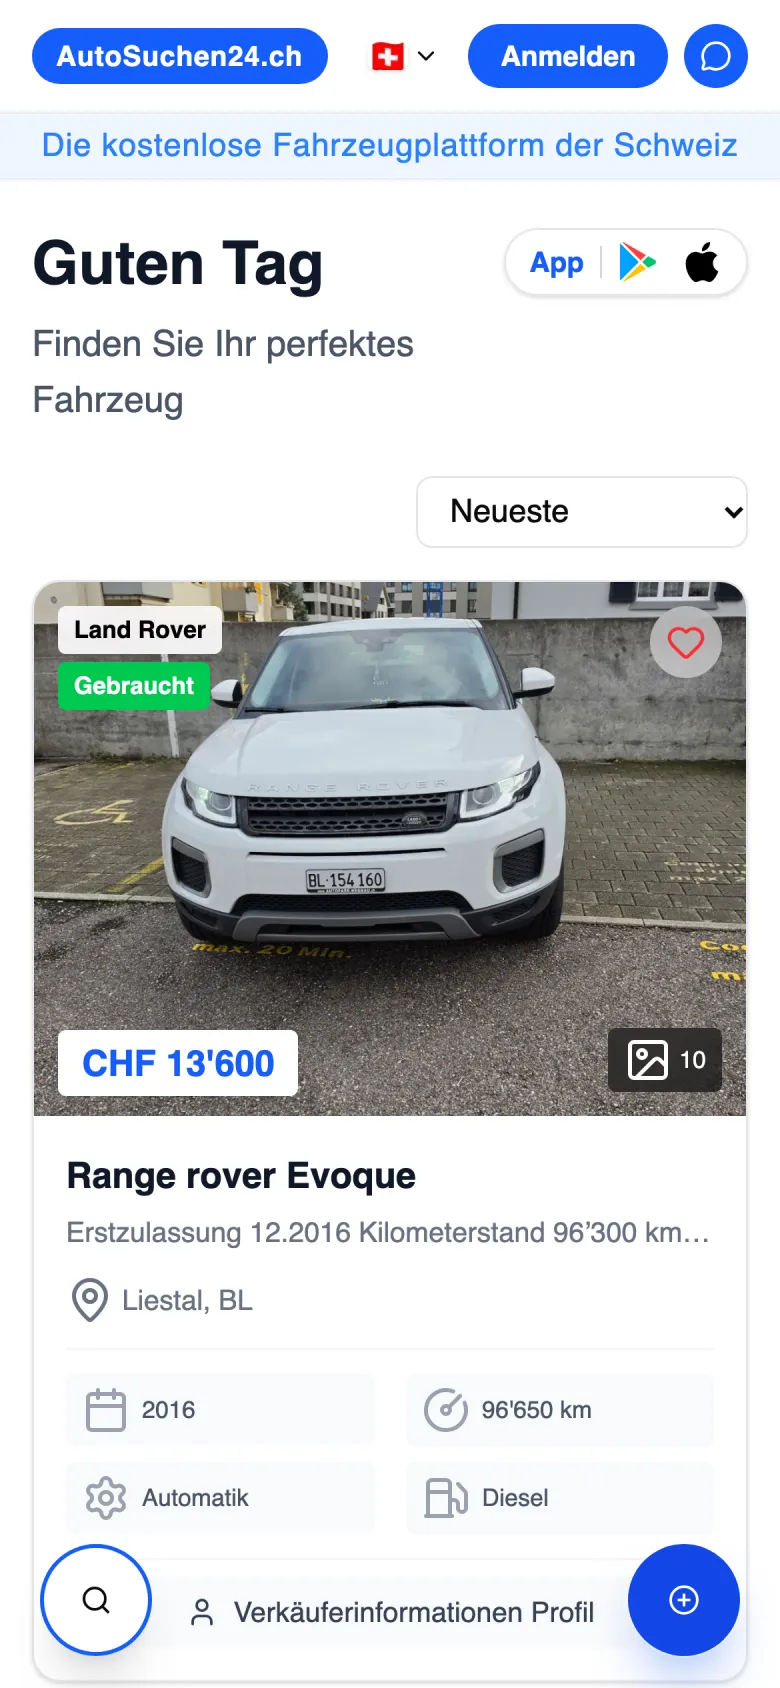 AutoSuchen24.ch
Anmelden
Die kostenlose Fahrzeugplattform der Schweiz
Guten Tag
App
Finden Sie Ihr perfektes
Fahrzeug
Neueste
Land Rover
Gebraucht
RANGE ROVER
BL·154 160
max. 20 Min.
CHF 13'600
10
Range rover Evoque
Erstzulassung 12.2016 Kilometerstand 96’300 km…
Liestal, BL
2016
96'650 km
Automatik
Diesel
Verkäuferinformationen Profil